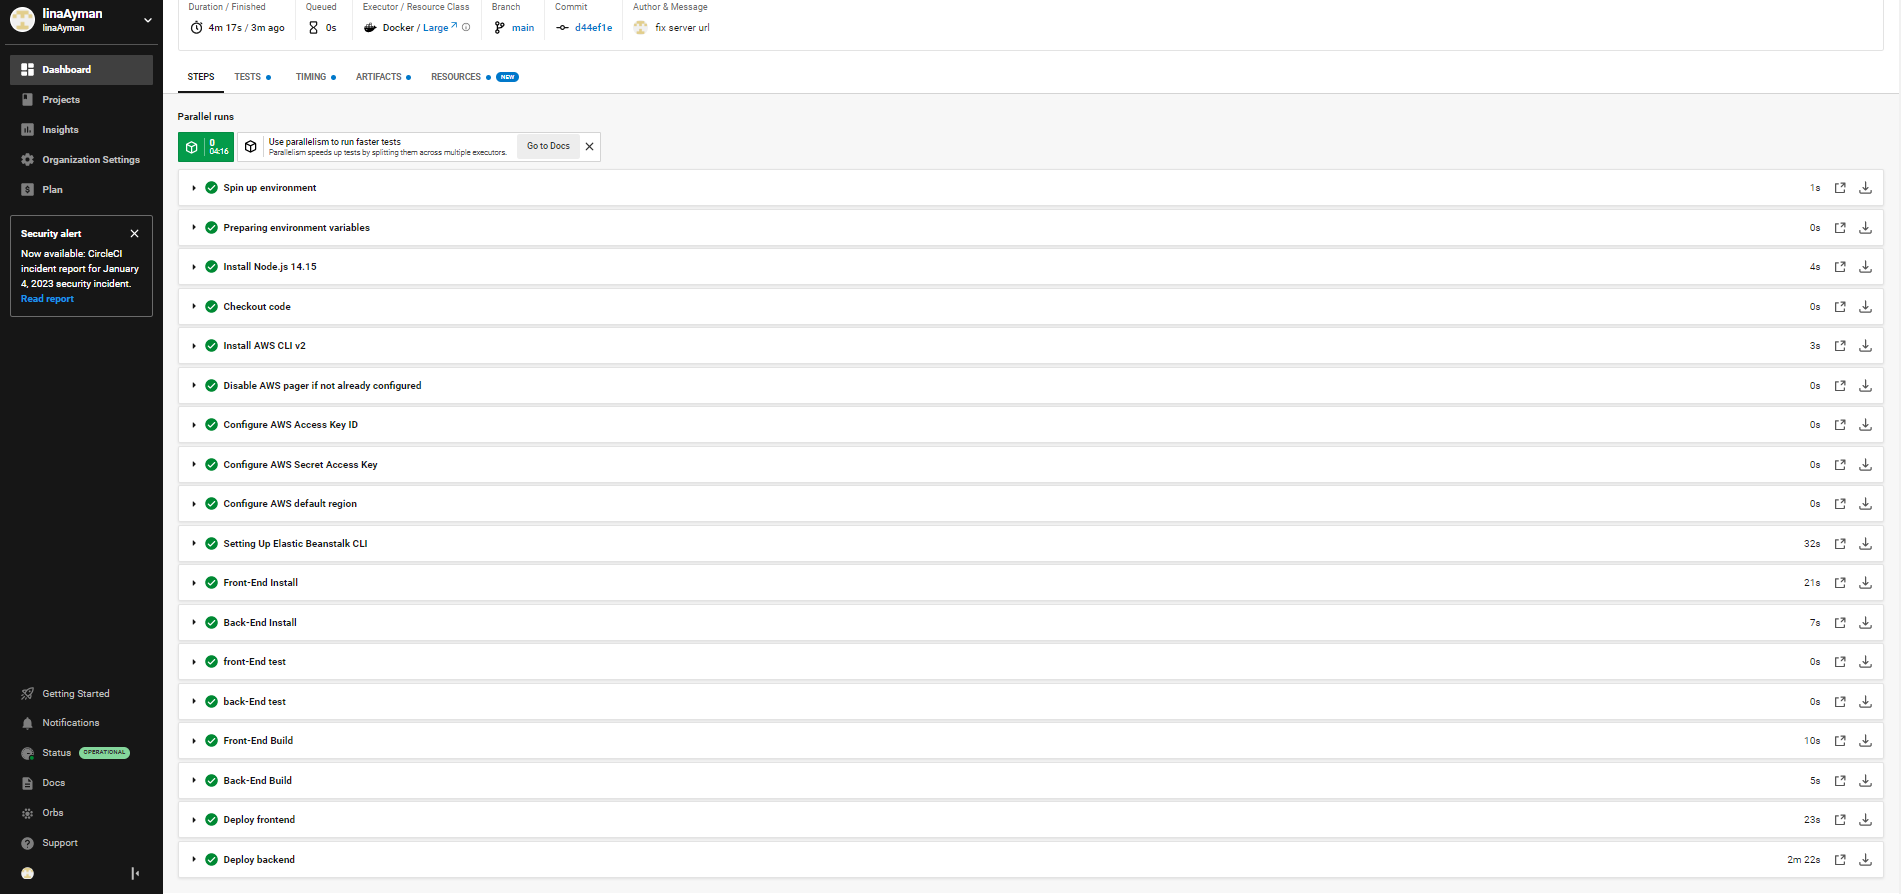 linaAyman
linaAyman
Dashboard
Projects
Insights
Organization Settings
Plan
Security alert
Now available: CircleCI
incident report for January
4, 2023 security incident.
Read report
Getting Started
Notifications
Status OPERATIONAL
Docs
Orbs
Support
Duration / Finished
4m 17s / 3m ago
Queued
0s
Executor / Resource Class
Docker / Large
Branch
main
Commit
d44ef1e
Author & Message
fix server url
STEPS TESTS TIMING ARTIFACTS RESOURCES NEW
Parallel runs
0
04:16
Use parallelism to run faster tests
Parallelism speeds up tests by splitting them across multiple executors.
Go to Docs
Spin up environment 1s
Preparing environment variables 0s
Install Node.js 14.15 4s
Checkout code 0s
Install AWS CLI v2 3s
Disable AWS pager if not already configured 0s
Configure AWS Access Key ID 0s
Configure AWS Secret Access Key 0s
Configure AWS default region 0s
Setting Up Elastic Beanstalk CLI 32s
Front-End Install 21s
Back-End Install 7s
front-End test 0s
back-End test 0s
Front-End Build 10s
Back-End Build 5s
Deploy frontend 23s
Deploy backend 2m 22s